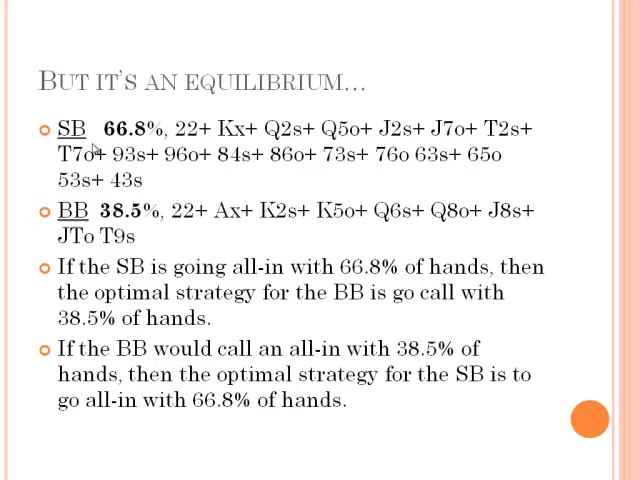 But it's an equilibrium…
SB 66.8%, 22+ Kx+ Q2s+ Q5o+ J2s+ J7o+ T2s+
T7o+ 93s+ 96o+ 84s+ 86o+ 73s+ 76o 63s+ 65o
53s+ 43s
BB 38.5%, 22+ Ax+ K2s+ K5o+ Q6s+ Q8o+ J8s+
JTo T9s
If the SB is going all-in with 66.8% of hands, then
the optimal strategy for the BB is go call with
38.5% of hands.
If the BB would call an all-in with 38.5% of
hands, then the optimal strategy for the SB is to
go all-in with 66.8% of hands.